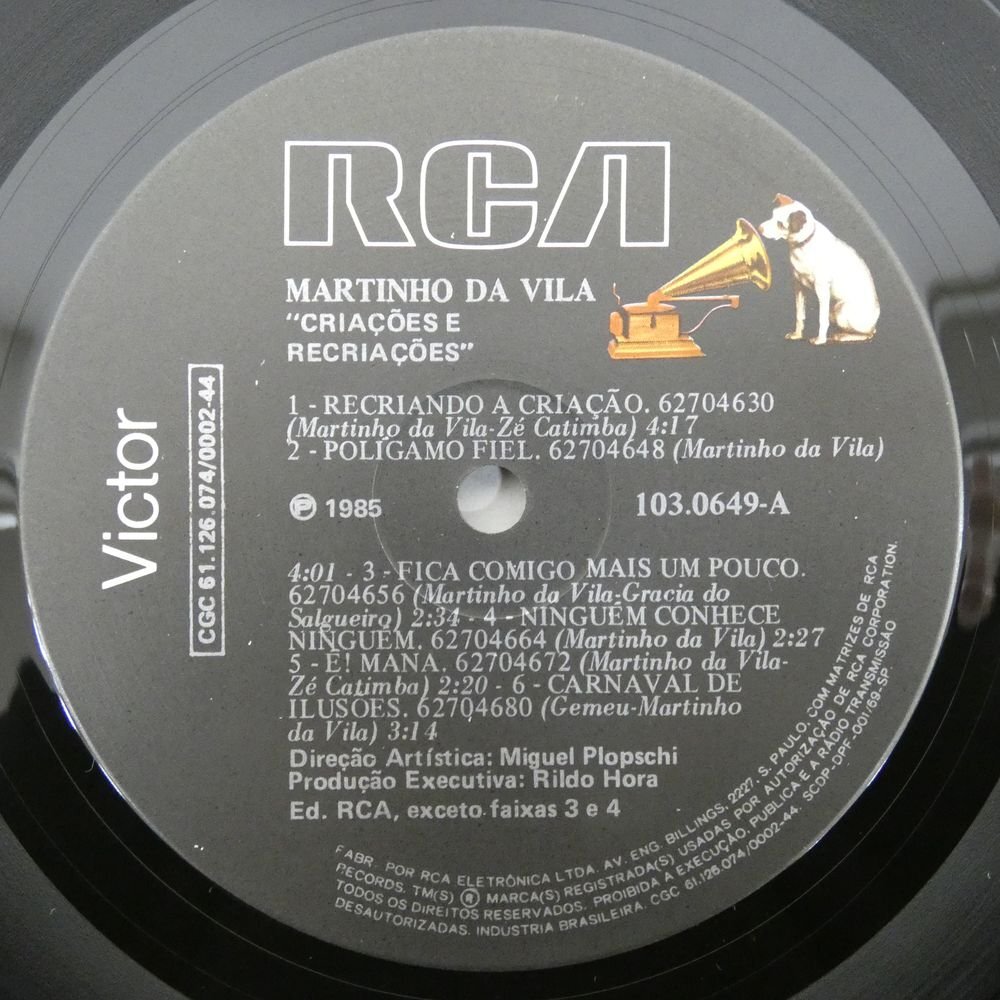 RCA
MARTINHO DA VILA
"CRIAÇÕES E
RECRIAÇÕES"
1 - RECRIANDO A CRIAÇÃO. 62704630
(Martinho da Vila-Zé Catimba) 4:17
2 - POLÍGAMO FIEL. 62704648 (Martinho da Vila)
Ⓟ 1985
103.0649-A
4:01 - 3 - FICA COMIGO MAIS UM POUCO.
62704656 (Martinho da Vila-Gracia do
Salgueiro) 2:34 - 4 - NINGUÉM CONHECE
NINGUÉM. 62704664 (Martinho da Vila) 2:27
5 - É! MANA. 62704672 (Martinho da Vila-
Zé Catimba) 2:20 - 6 - CARNAVAL DE
ILUSÕES. 62704680 (Gemeu-Martinho
da Vila) 3:14
Direção Artística: Miguel Plopschi
Produção Executiva: Rildo Hora
Ed. RCA, exceto faixas 3 e 4
Victor
CGC 61.126.074/0002-44
FABR. POR RCA ELETRÔNICA LTDA. AV. ENG. BILLINGS, 2227, S. PAULO, COM MATRIZES DE RCA
RECORDS. TM(S) ® MARCA(S) REGISTRADA(S) USADAS POR AUTORIZAÇÃO DE RCA CORPORATION.
TODOS OS DIREITOS RESERVADOS. PROIBIDA A EXECUÇÃO, PUBLICA E A RÁDIO TRANSMISSÃO
DESAUTORIZADAS. INDUSTRIA BRASILEIRA. CGC 61.126.074/0002-44. SCOP-DPF-001/69-SP